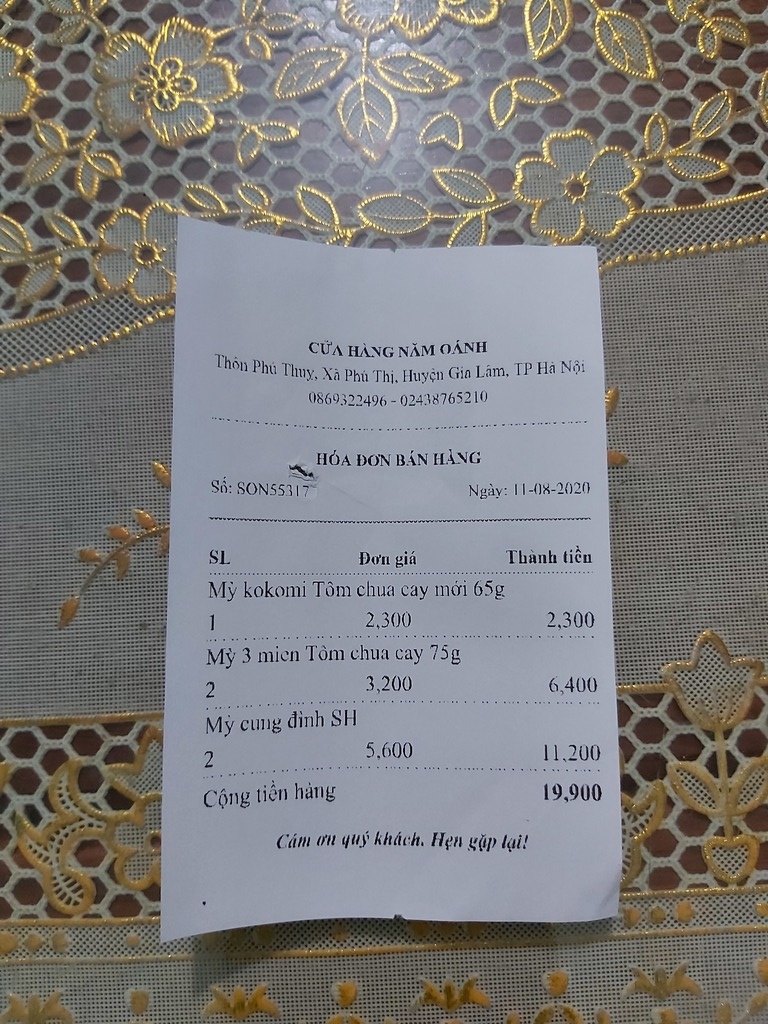 CỬA HÀNG NĂM OÁNH
Thôn Phú Thụy, Xã Phú Thị, Huyện Gia Lâm, TP Hà Nội
0869322496 - 02438765210
HÓA ĐƠN BÁN HÀNG
Số: SON55317 Ngày: 11-08-2020
SL Đơn giá Thành tiền
Mỳ kokomi Tôm chua cay mới 65g
1 2,300 2,300
Mỳ 3 miền Tôm chua cay 75g
2 3,200 6,400
Mỳ cung đình SH
2 5,600 11,200
Cộng tiền hàng 19,900
Cám ơn quý khách. Hẹn gặp lại!